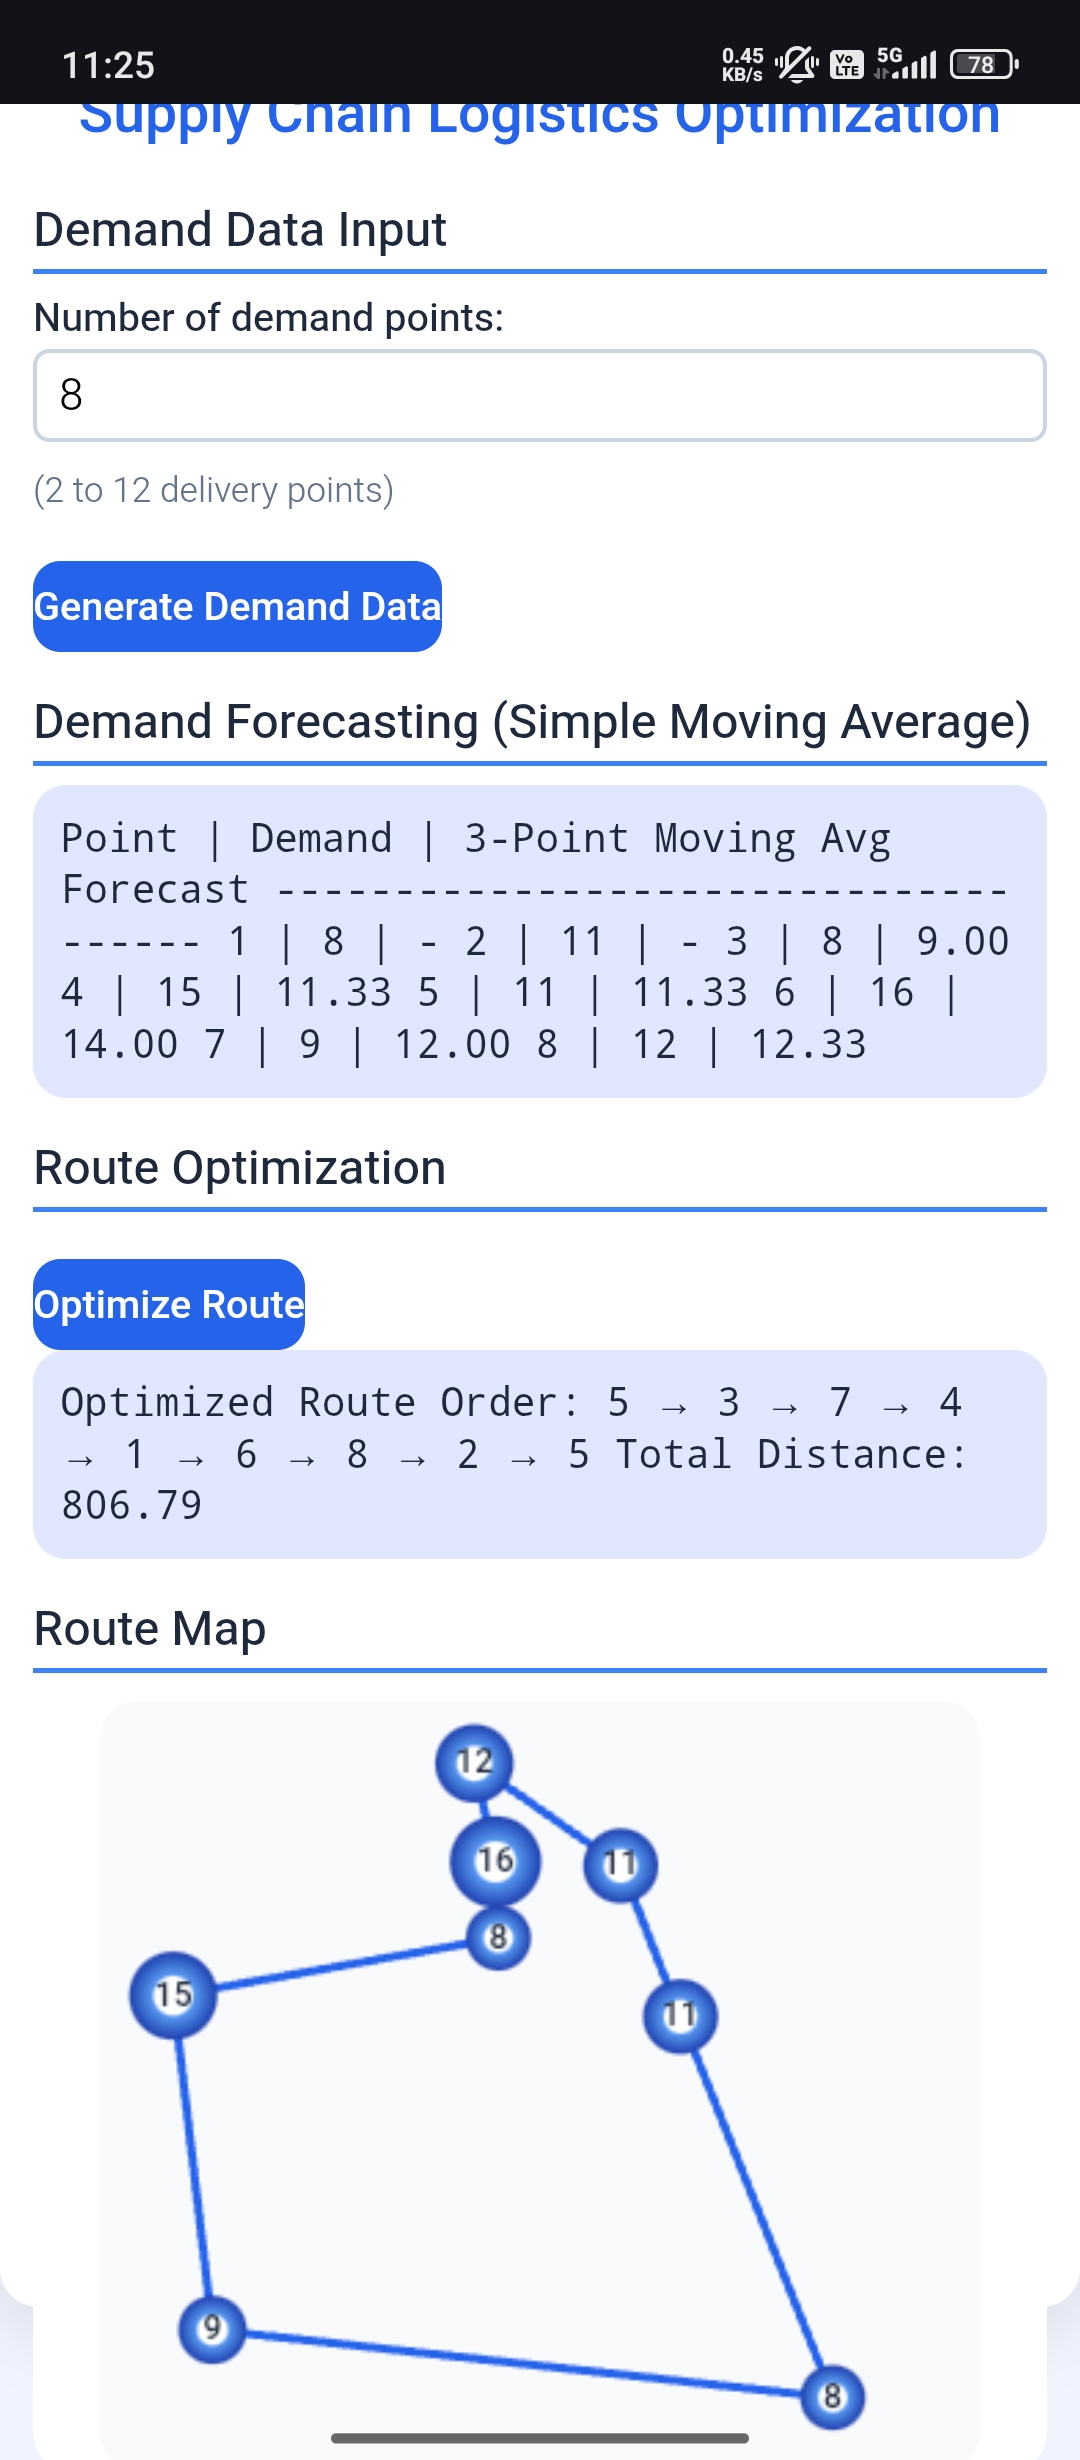 11:25
0.45 KB/s
Vo LTE
5G
78
Supply Chain Logistics Optimization
Demand Data Input
Number of demand points:
8
(2 to 12 delivery points)
Generate Demand Data
Demand Forecasting (Simple Moving Average)
Point | Demand | 3-Point Moving Avg
Forecast -------------------------------
------ 1 | 8 | - 2 | 11 | - 3 | 8 | 9.00
4 | 15 | 11.33 5 | 11 | 11.33 6 | 16 |
14.00 7 | 9 | 12.00 8 | 12 | 12.33
Route Optimization
Optimize Route
Optimized Route Order: 5 → 3 → 7 → 4
→ 1 → 6 → 8 → 2 → 5 Total Distance:
806.79
Route Map
12
16
11
8
15
11
9
8